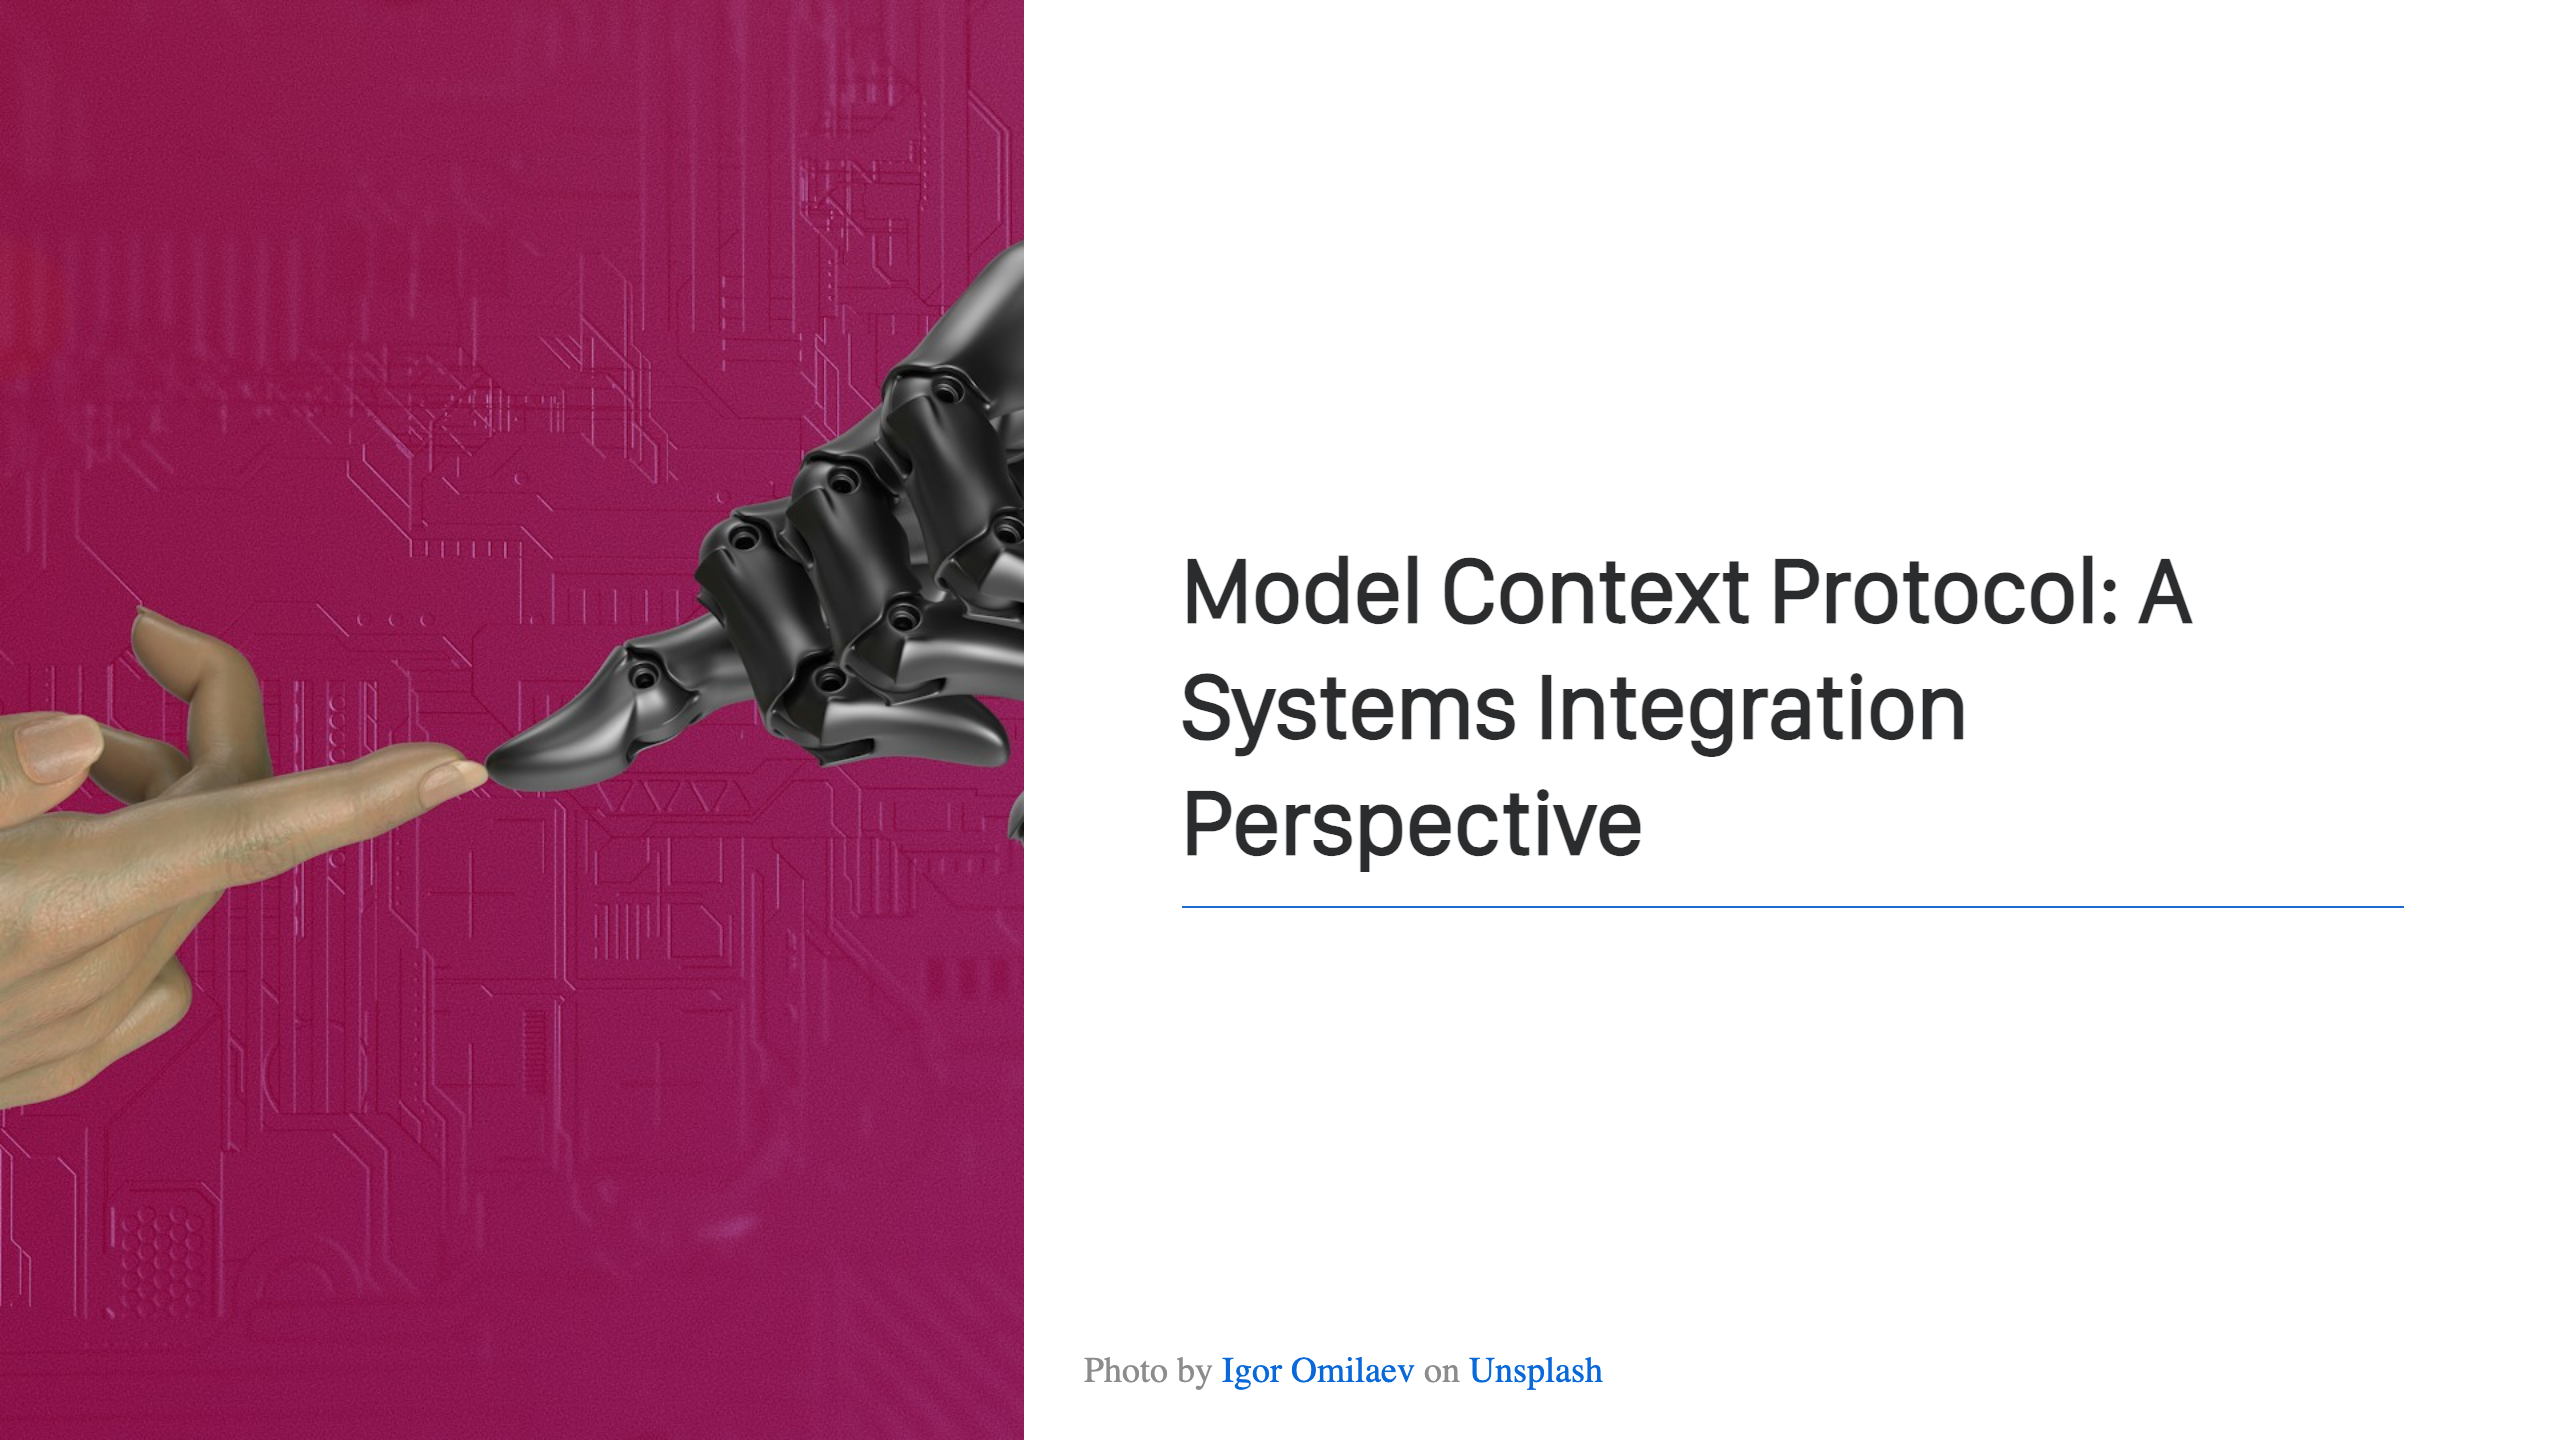 Model Context Protocol: A
Systems Integration
Perspective
Photo by Igor Omilaev on Unsplash